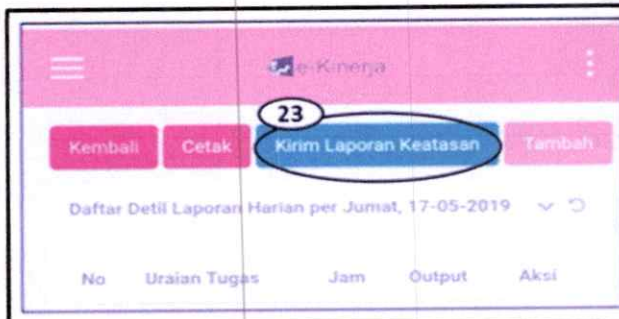 e-Kinerja
23
Kembali Cetak Kirim Laporan Keatasan Tambah
Daftar Detil Laporan Harian per Jumat, 17-05-2019
No Uraian Tugas Jam Output Aksi